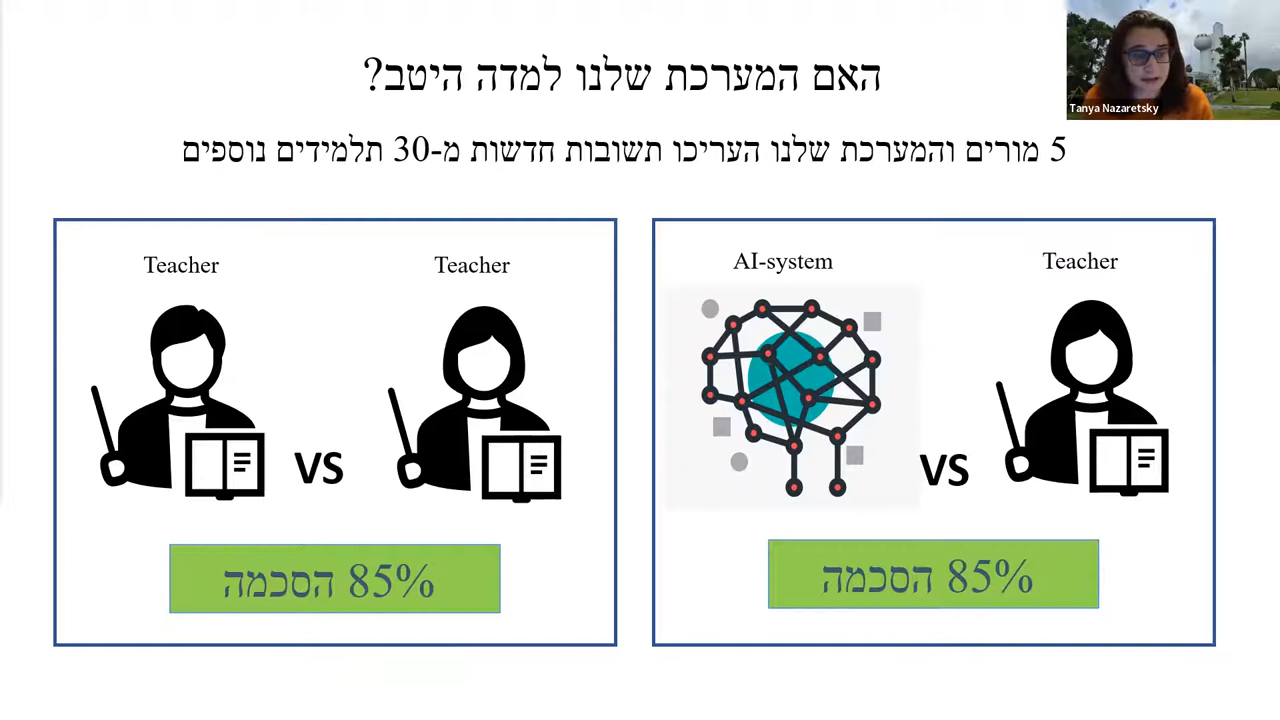 האם המערכת שלנו למדה היטב?
Tanya Nazaretsky
5 מורים והמערכת שלנו העריכו תשובות חדשות מ-30 תלמידים נוספים
Teacher
Teacher
VS
85% הסכמה
AI-system
Teacher
VS
85% הסכמה